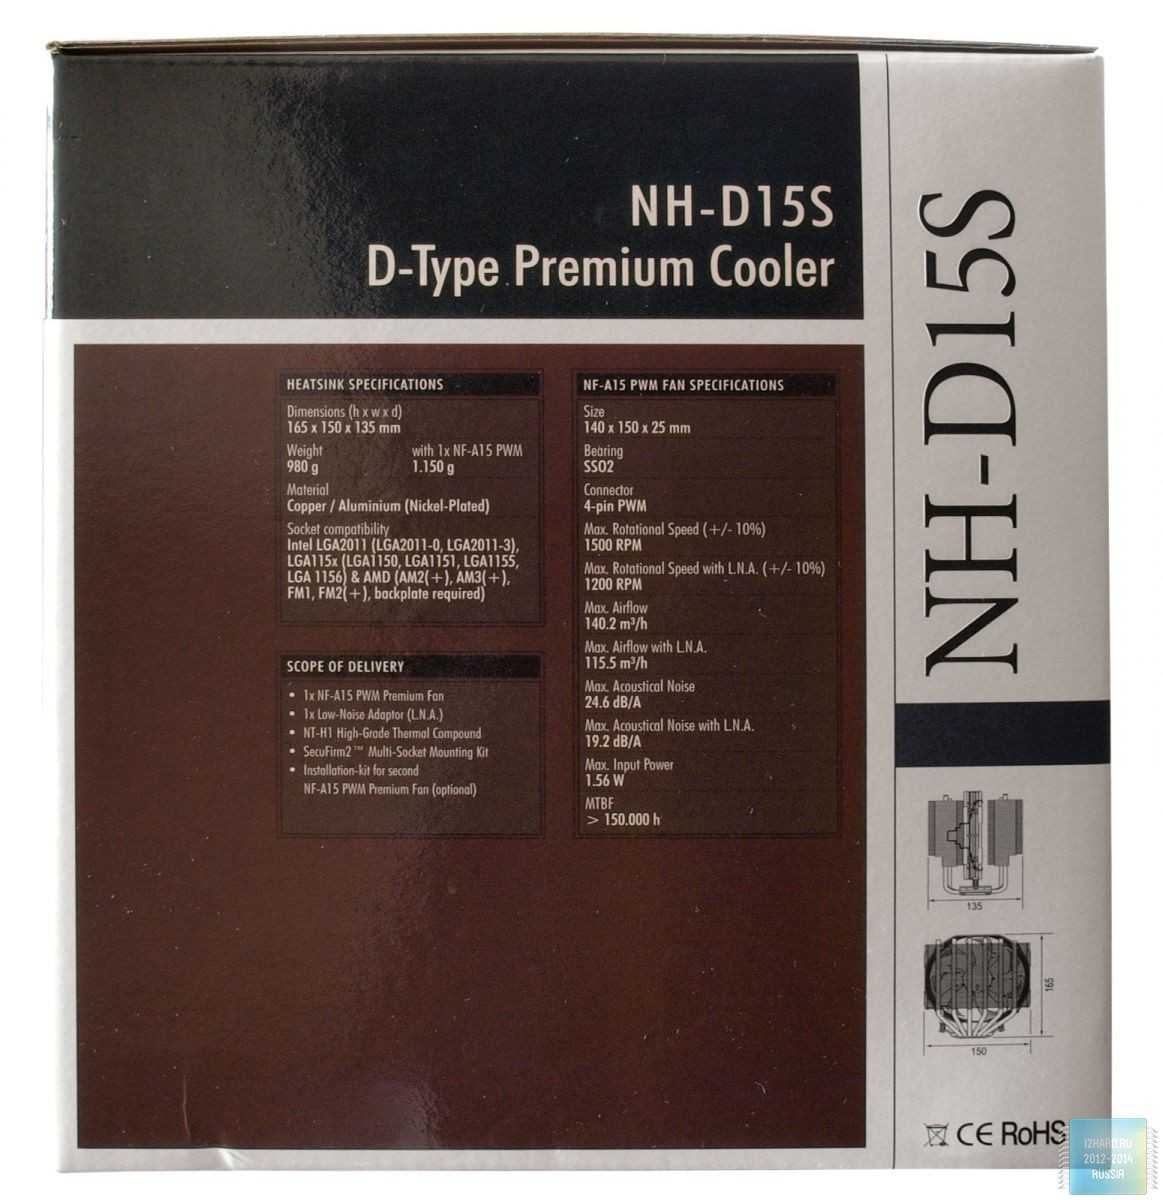 NH-D15S
D-Type Premium Cooler
HEATSINK SPECIFICATIONS
Dimensions (h x w x d)
165 x 150 x 135 mm
Weight with 1x NF-A15 PWM
980 g 1.150 g
Material
Copper / Aluminium (Nickel-Plated)
Socket compatibility
Intel LGA2011 (LGA2011-0, LGA2011-3),
LGA115x (LGA1150, LGA1151, LGA1155,
LGA 1156) & AMD (AM2(+), AM3(+),
FM1, FM2(+), backplate required)
SCOPE OF DELIVERY
• 1x NF-A15 PWM Premium Fan
• 1x Low-Noise Adaptor (L.N.A.)
• NT-H1 High-Grade Thermal Compound
• SecuFirm2™ Multi-Socket Mounting Kit
• Installation-kit for second
NF-A15 PWM Premium Fan (optional)
NF-A15 PWM FAN SPECIFICATIONS
Size
140 x 150 x 25 mm
Bearing
SSO2
Connector
4-pin PWM
Max. Rotational Speed (+/- 10%)
1500 RPM
Max. Rotational Speed with L.N.A. (+/- 10%)
1200 RPM
Max. Airflow
140.2 m³/h
Max. Airflow with L.N.A.
115.5 m³/h
Max. Acoustical Noise
24.6 dB/A
Max. Acoustical Noise with L.N.A.
19.2 dB/A
Max. Input Power
1.56 W
MTBF
> 150.000 h
NH-D15S
135
165
150
CE RoHS
I2HARD.RU
2012-2014
RUSSIA